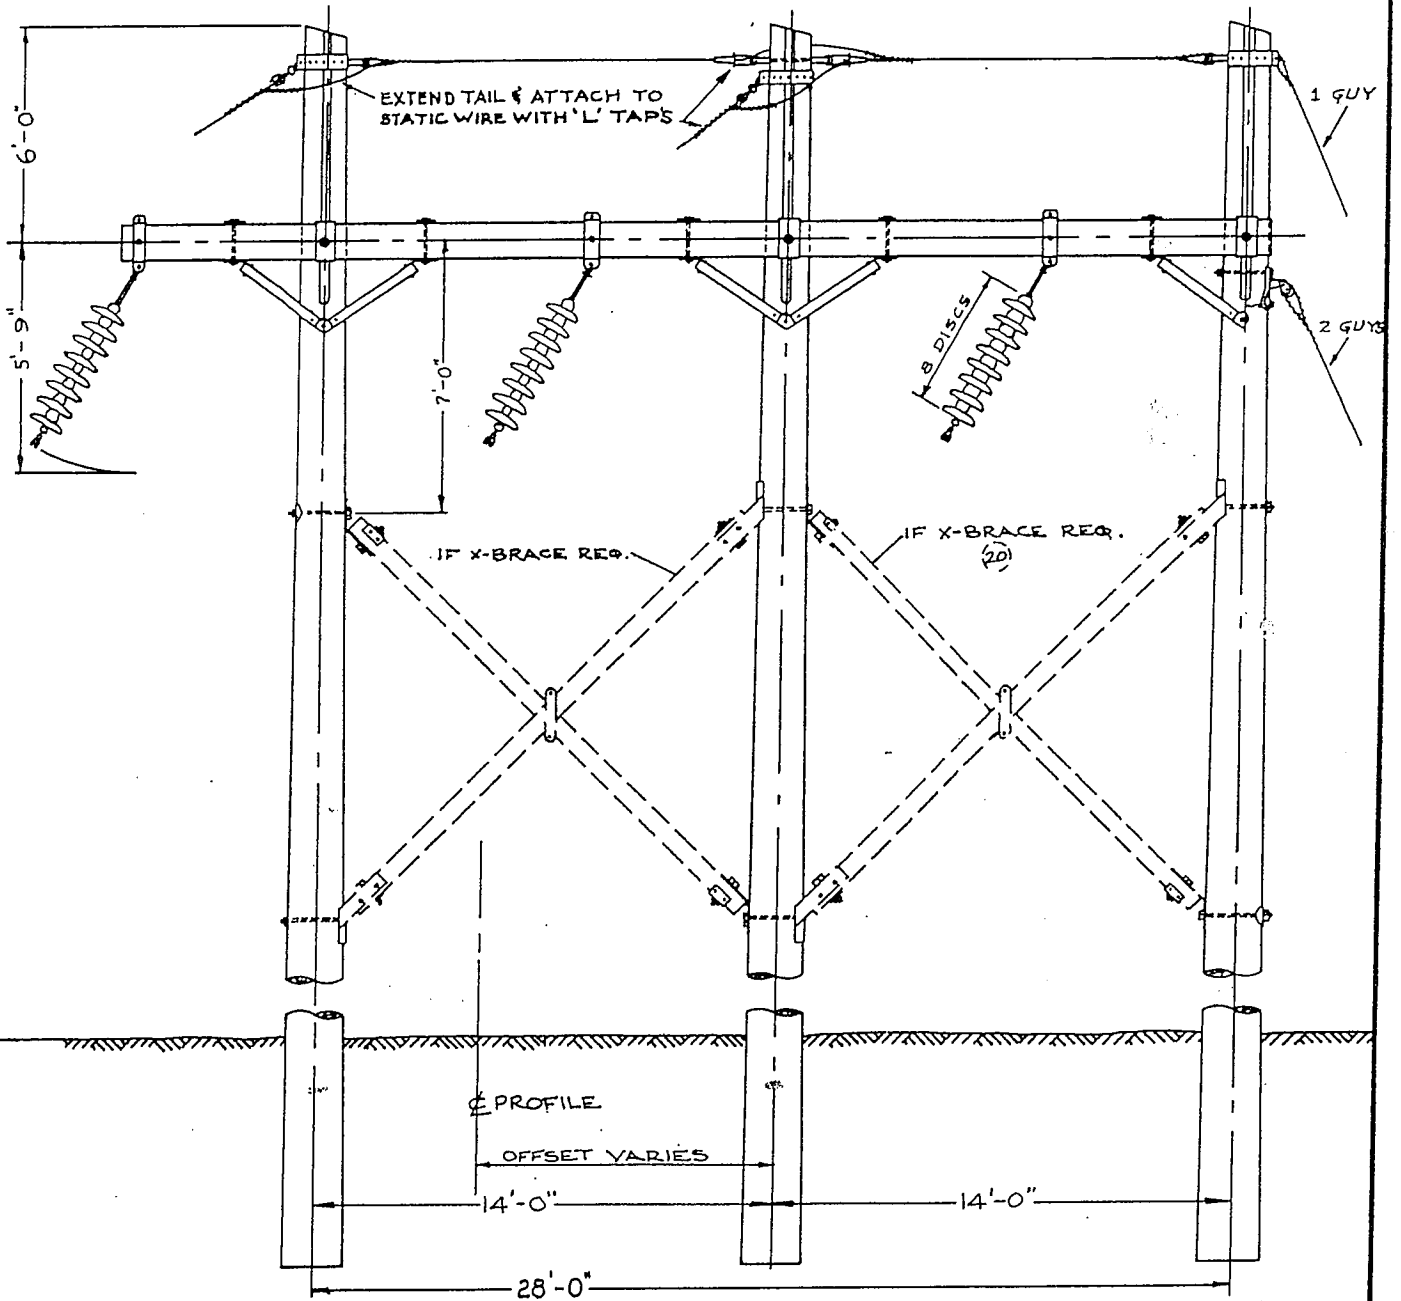 6'-0"
EXTEND TAIL & ATTACH TO
STATIC WIRE WITH 'L' TAP'S
1 GUY
5'-9"
7'-0"
8 DISCS
2 GUYS
IF X-BRACE REQ.
IF X-BRACE REQ.
20
℄ PROFILE
OFFSET VARIES
14'-0"
14'-0"
28'-0"